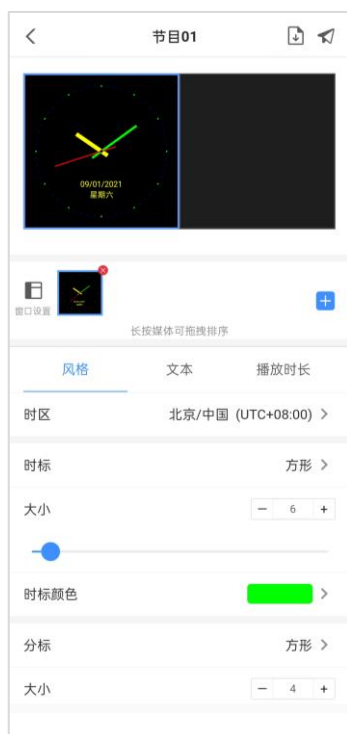 节目01
09/01/2021
星期六
窗口设置
长按媒体可拖拽排序
风格 文本 播放时长
时区 北京/中国 (UTC+08:00)
时标 方形
大小 — 6 +
时标颜色
分标 方形
大小 — 4 +